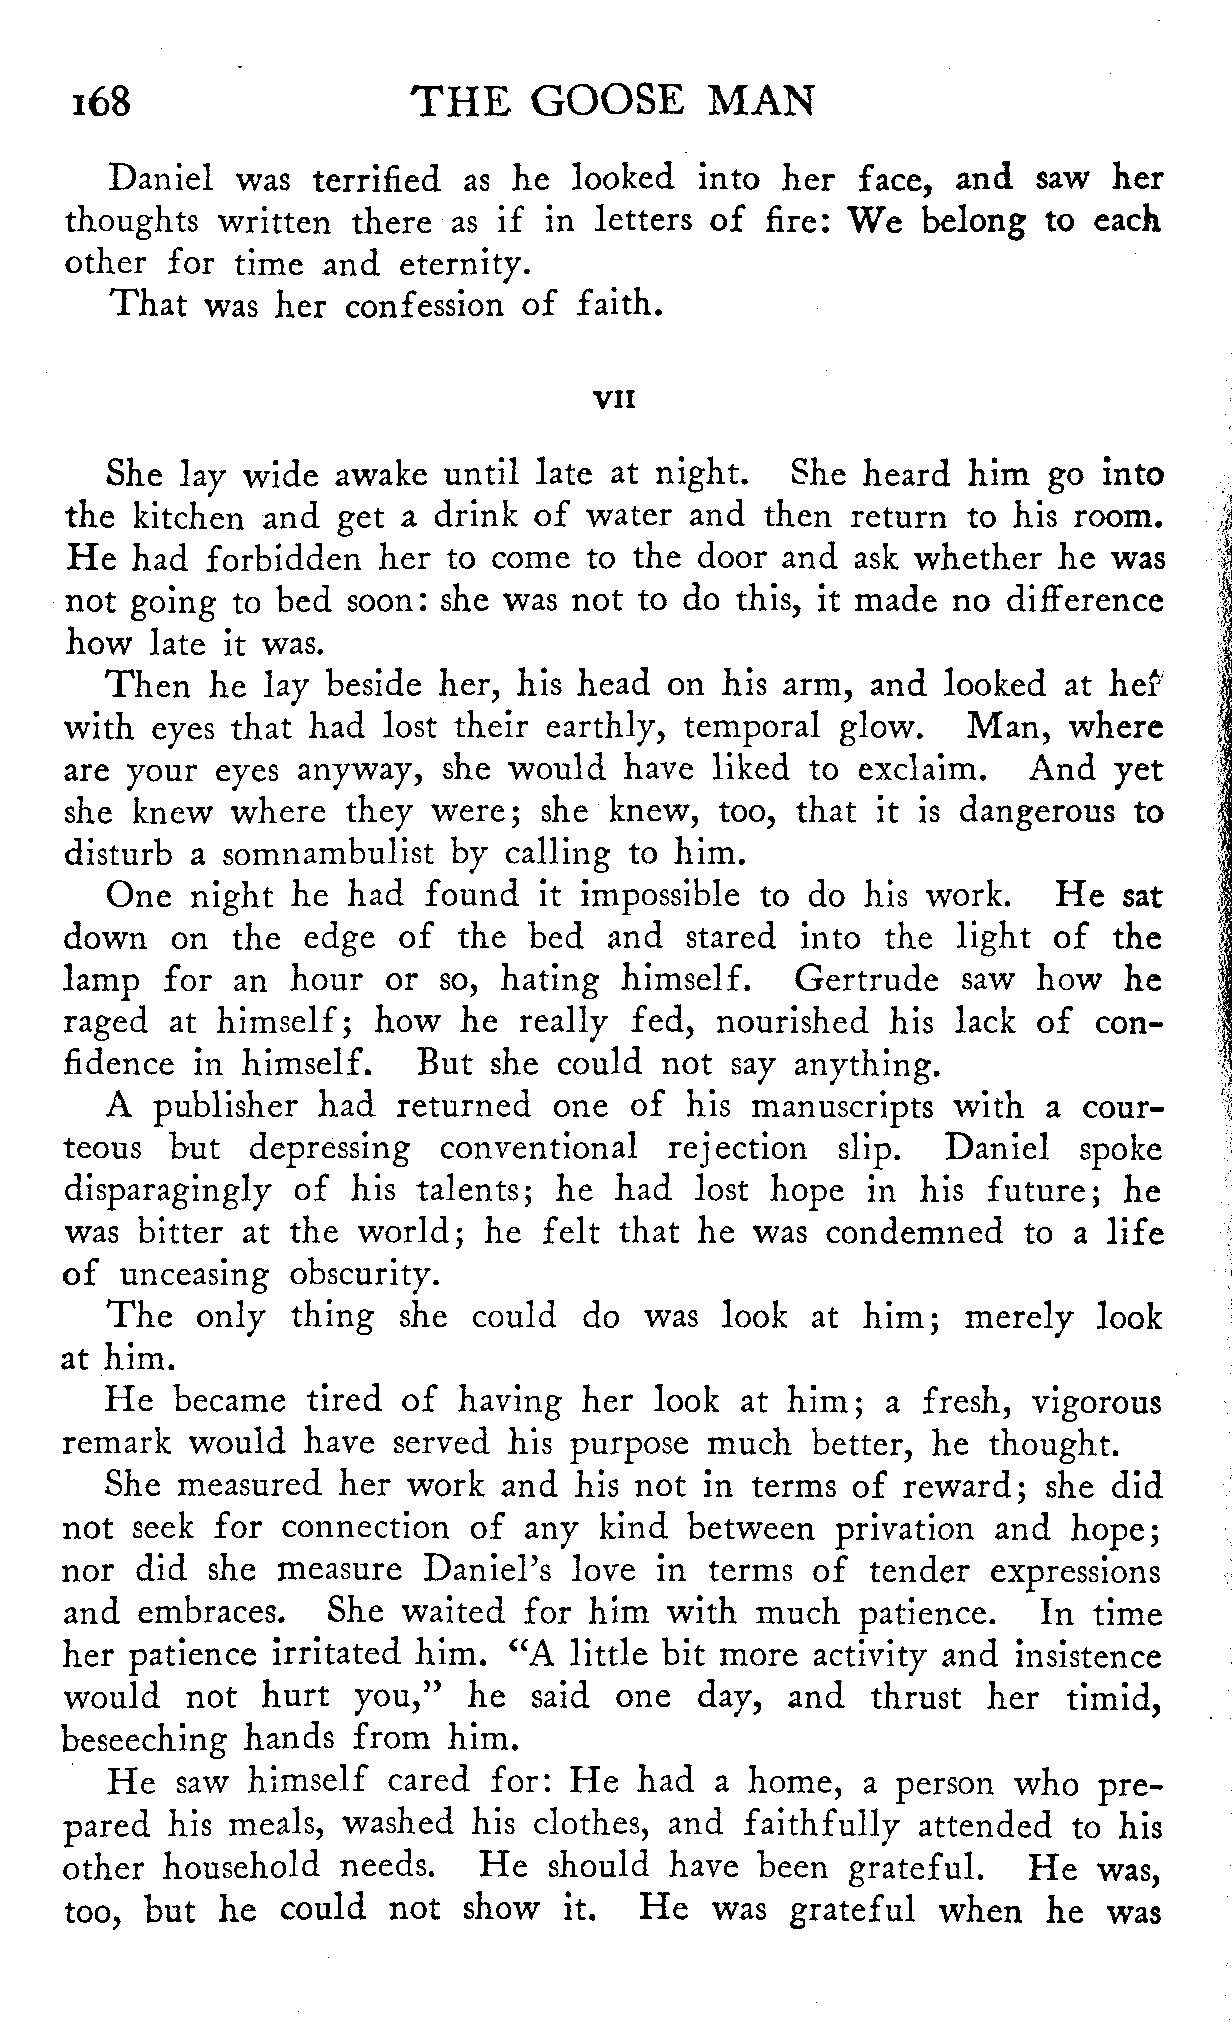 168 THE GOOSE MAN
Daniel was terrified as he looked into her face, and saw her
thoughts written there as if in letters of fire: We belong to each
other for time and eternity.
That was her confession of faith.
VII
She lay wide awake until late at night. She heard him go into
the kitchen and get a drink of water and then return to his room.
He had forbidden her to come to the door and ask whether he was
not going to bed soon: she was not to do this, it made no difference
how late it was.
Then he lay beside her, his head on his arm, and looked at her
with eyes that had lost their earthly, temporal glow. Man, where
are your eyes anyway, she would have liked to exclaim. And yet
she knew where they were; she knew, too, that it is dangerous to
disturb a somnambulist by calling to him.
One night he had found it impossible to do his work. He sat
down on the edge of the bed and stared into the light of the
lamp for an hour or so, hating himself. Gertrude saw how he
raged at himself; how he really fed, nourished his lack of con-
fidence in himself. But she could not say anything.
A publisher had returned one of his manuscripts with a cour-
teous but depressing conventional rejection slip. Daniel spoke
disparagingly of his talents; he had lost hope in his future; he
was bitter at the world; he felt that he was condemned to a life
of unceasing obscurity.
The only thing she could do was look at him; merely look
at him.
He became tired of having her look at him; a fresh, vigorous
remark would have served his purpose much better, he thought.
She measured her work and his not in terms of reward; she did
not seek for connection of any kind between privation and hope;
nor did she measure Daniel's love in terms of tender expressions
and embraces. She waited for him with much patience. In time
her patience irritated him. "A little bit more activity and insistence
would not hurt you," he said one day, and thrust her timid,
beseeching hands from him.
He saw himself cared for: He had a home, a person who pre-
pared his meals, washed his clothes, and faithfully attended to his
other household needs. He should have been grateful. He was,
too, but he could not show it. He was grateful when he was